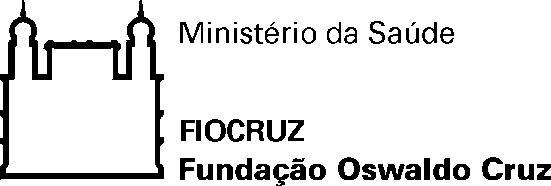 Ministério da Saúde
FIOCRUZ
Fundação Oswaldo Cruz